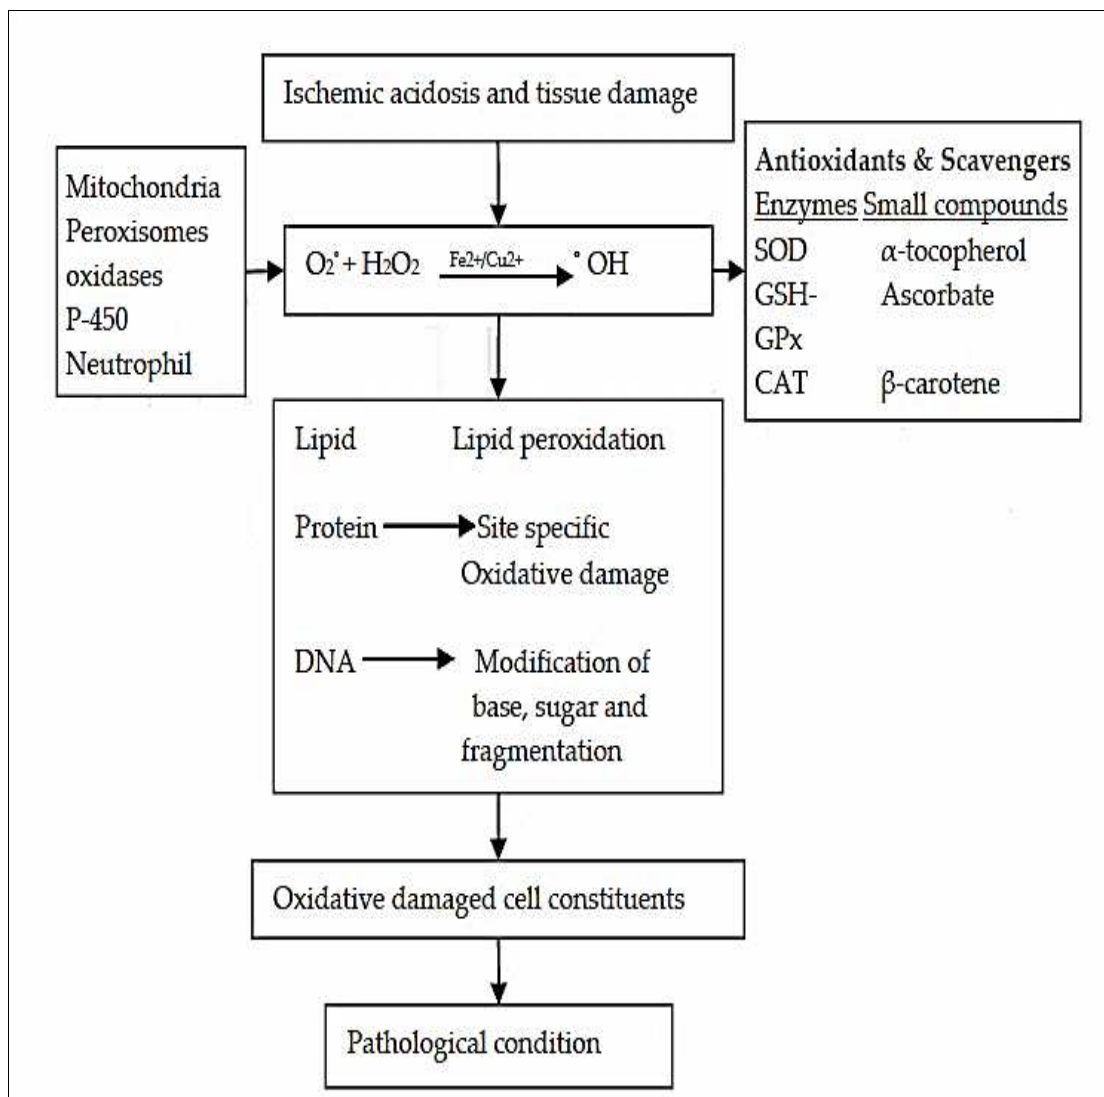 Ischemic acidosis and tissue damage
Mitochondria
Peroxisomes
oxidases
P-450
Neutrophil
O2° + H2O2 Fe2+/Cu2+ ° OH
Antioxidants & Scavengers
Enzymes Small compounds
SOD α-tocopherol
GSH- Ascorbate
GPx
CAT β-carotene
Lipid Lipid peroxidation
Protein Site specific
Oxidative damage
DNA Modification of
base, sugar and
fragmentation
Oxidative damaged cell constituents
Pathological condition